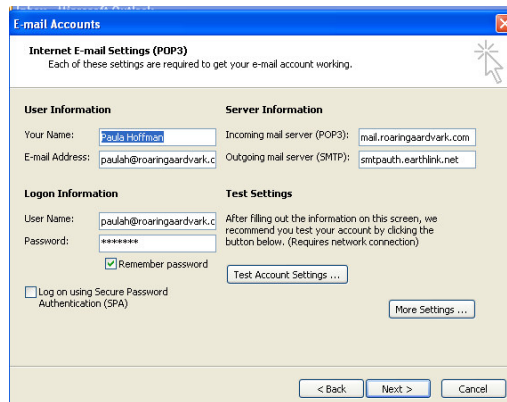 E-mail Accounts
Internet E-mail Settings (POP3)
Each of these settings are required to get your e-mail account working.
User Information
Your Name: Paula Hoffman
E-mail Address: paulah@roaringaardvark.c
Server Information
Incoming mail server (POP3): mail.roaringaardvark.com
Outgoing mail server (SMTP): smtpauth.earthlink.net
Logon Information
User Name: paulah@roaringaardvark.c
Password: *******
Remember password
Log on using Secure Password
Authentication (SPA)
Test Settings
After filling out the information on this screen, we
recommend you test your account by clicking the
button below. (Requires network connection)
Test Account Settings ...
More Settings ...
< Back
Next >
Cancel